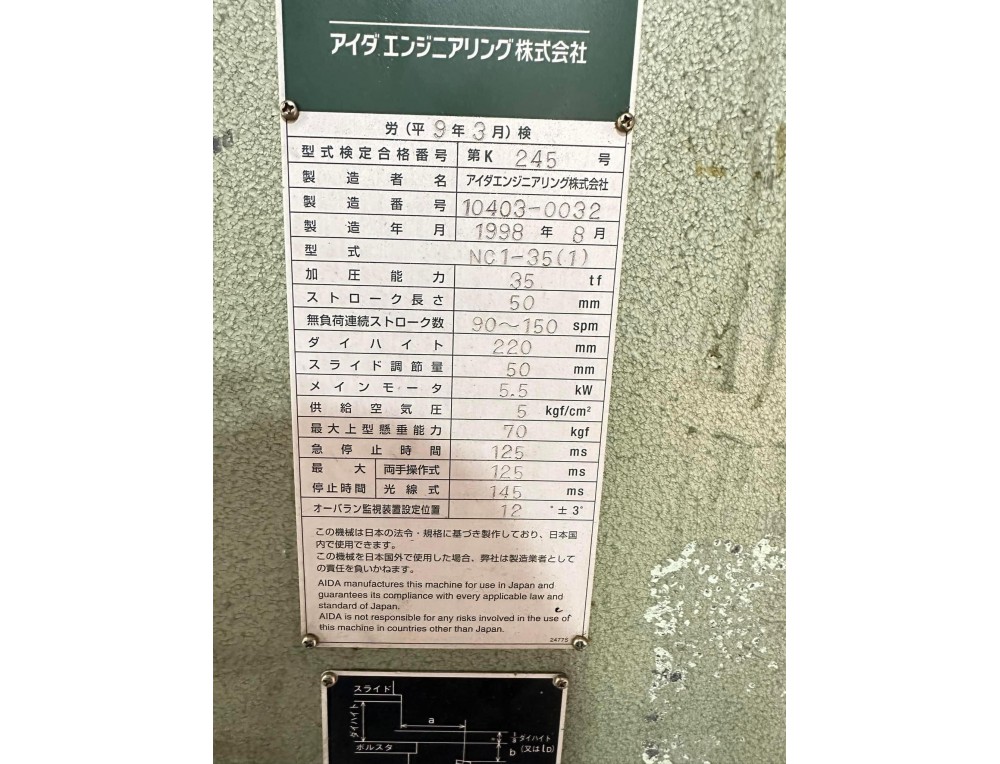 アイダエンジニアリング株式会社
労(平 9年 3月)検
型式検定合格番号 第K 245 号
製造者名 アイダエンジニアリング株式会社
製造番号 10403-0032
製造年月 1998 年 8月
型式 NC1-35(1)
加圧能力 35 tf
ストローク長さ 50 mm
無負荷連続ストローク数 90~150 spm
ダイハイト 220 mm
スライド調節量 50 mm
メインモータ 5.5 kW
供給空気圧 5 kgf/cm²
最大上型懸垂能力 70 kgf
急停止時間 125 ms
最大 両手操作式 125 ms
停止時間 光線式 145 ms
オーバラン監視装置設定位置 12 °±3°
この機械は日本の法令・規格に基づき製作しており、日本国
内で使用できます。
この機械を日本国外で使用した場合、弊社は製造業者として
の責任を負いかねます。
AIDA manufactures this machine for use in Japan and
guarantees its compliance with every applicable law and
standard of Japan.
AIDA is not responsible for any risks involved in the use of
this machine in countries other than Japan.
24775
スライド
ダイハイト
a
ボルスタ
b
ダイハイト
(又はlD)